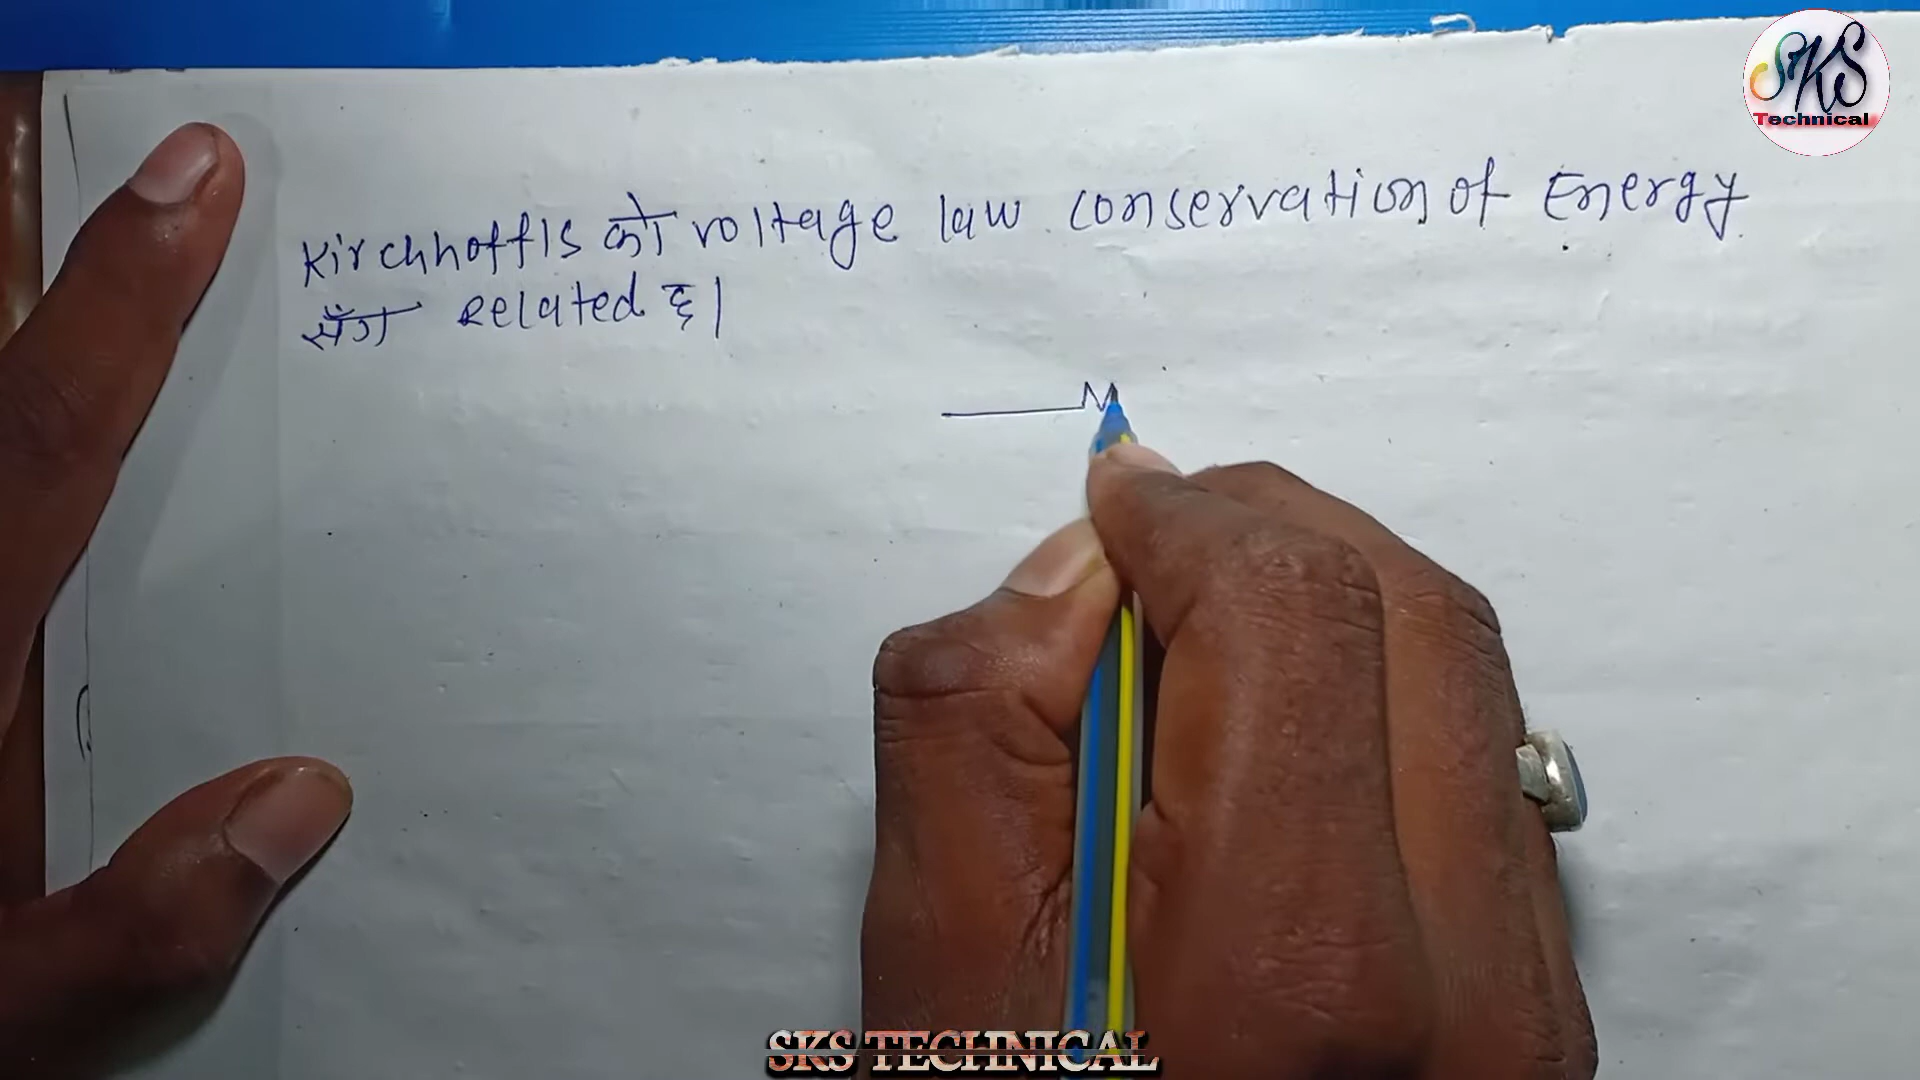 Kirchhoff's को voltage law conservation of Energy
सँग related छ।
SKS
Technical
SKS TECHNICAL